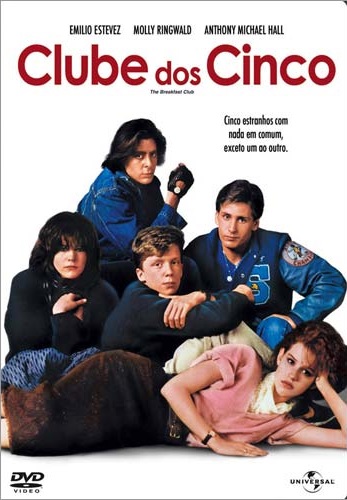 EMILIO ESTEVEZ MOLLY RINGWALD ANTHONY MICHAEL HALL
Clube dos Cinco
The Breakfast Club
Cinco estranhos com
nada em comum,
exceto um ao outro.
S
CHAMP
DVD
VIDEO
UNIVERSAL